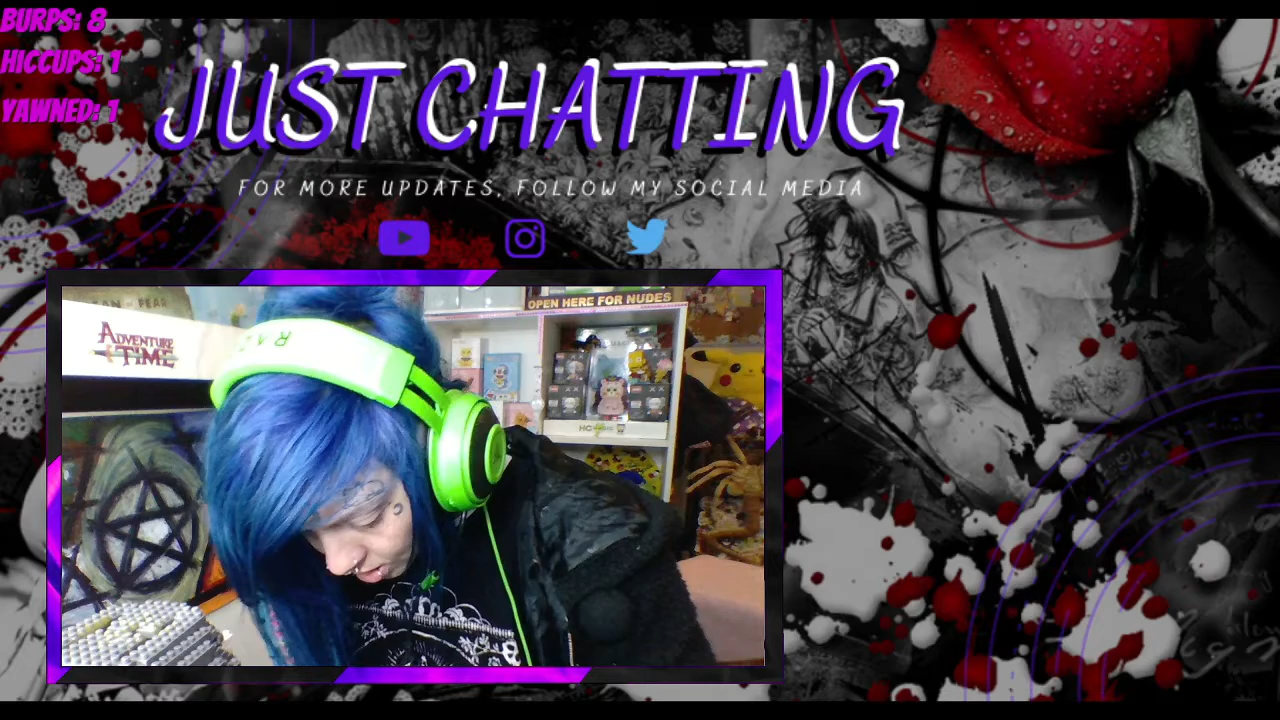 BURPS: 8
HICCUPS: 1
YAWNED: 1
JUST CHATTING
FOR MORE UPDATES, FOLLOW MY SOCIAL MEDIA
OPEN HERE FOR NUDES
ADVENTURE
TIME